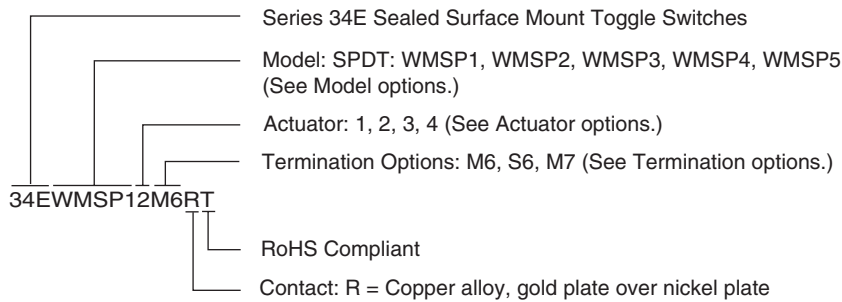 Series 34E Sealed Surface Mount Toggle Switches
Model: SPDT: WMSP1, WMSP2, WMSP3, WMSP4, WMSP5
(See Model options.)
Actuator: 1, 2, 3, 4 (See Actuator options.)
Termination Options: M6, S6, M7 (See Termination options.)
34EWMSP12M6RT
RoHS Compliant
Contact: R = Copper alloy, gold plate over nickel plate